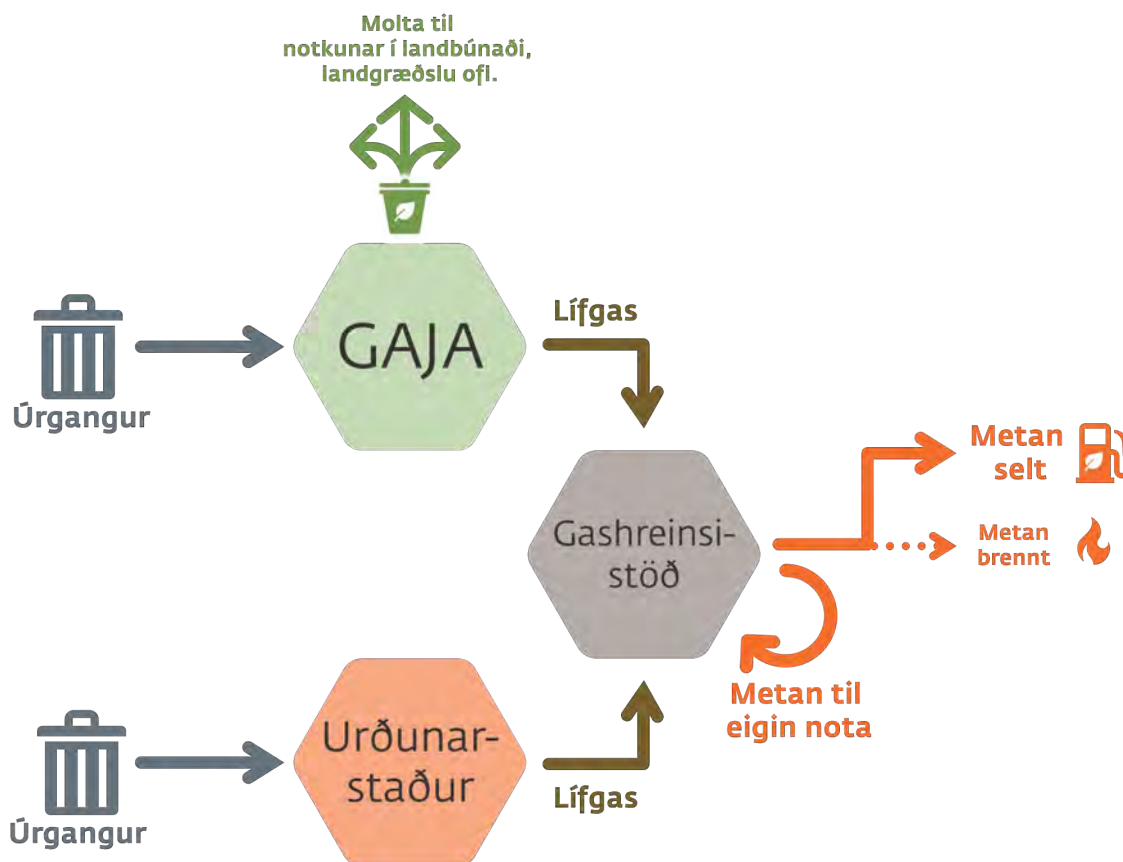 Molta til
notkunar í landbúnaði,
landgræðslu ofl.
GAJA
Lífgas
Úrgangur
Metan
selt
Gashreinsi-
stöð
Metan
brennt
Metan til
eigin nota
Urðunar-
staður
Lífgas
Úrgangur